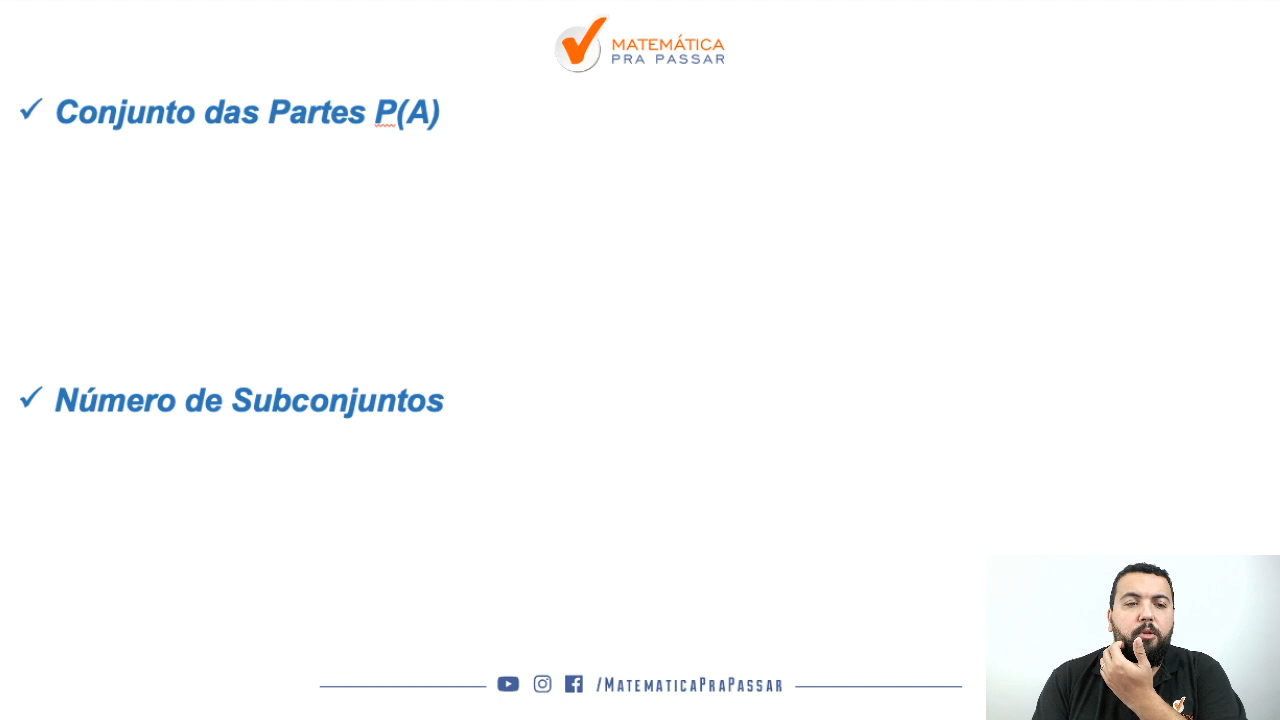 MATEMÁTICA
PRA PASSAR
✓ Conjunto das Partes P(A)
✓ Número de Subconjuntos
/MATEMATICAPRAPASSAR